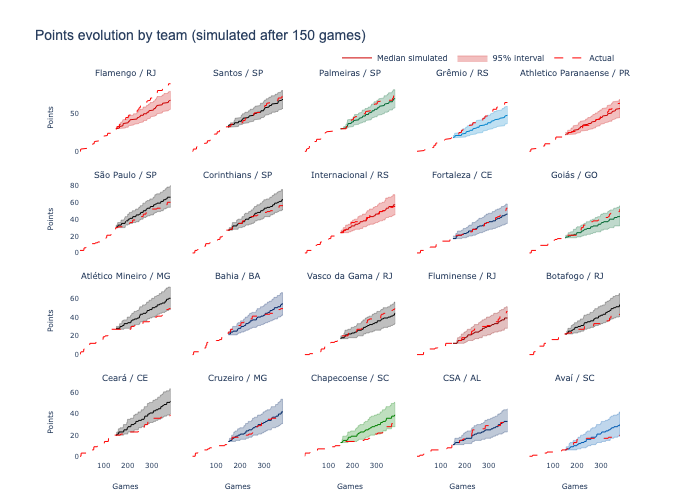 Points evolution by team (simulated after 150 games)
Median simulated 95% interval Actual
Flamengo / RJ Santos / SP Palmeiras / SP Grêmio / RS Athletico Paranaense / PR
Points
50
0
São Paulo / SP Corinthians / SP Internacional / RS Fortaleza / CE Goiás / GO
Points
80
60
40
20
0
Atlético Mineiro / MG Bahia / BA Vasco da Gama / RJ Fluminense / RJ Botafogo / RJ
Points
60
40
20
0
Ceará / CE Cruzeiro / MG Chapecoense / SC CSA / AL Avaí / SC
Points
60
40
20
0
100 200 300 100 200 300 100 200 300 100 200 300 100 200 300
Games Games Games Games Games